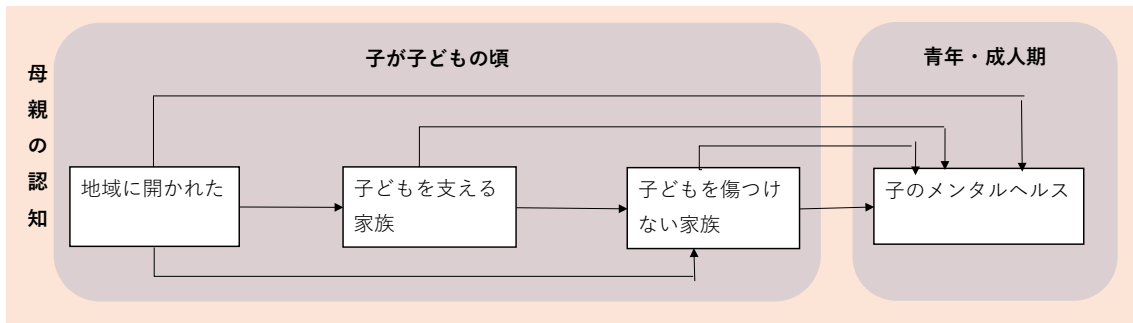 母親の認知
子が子どもの頃
青年・成人期
地域に開かれた
子どもを支える
家族
子どもを傷つけ
ない家族
子のメンタルヘルス